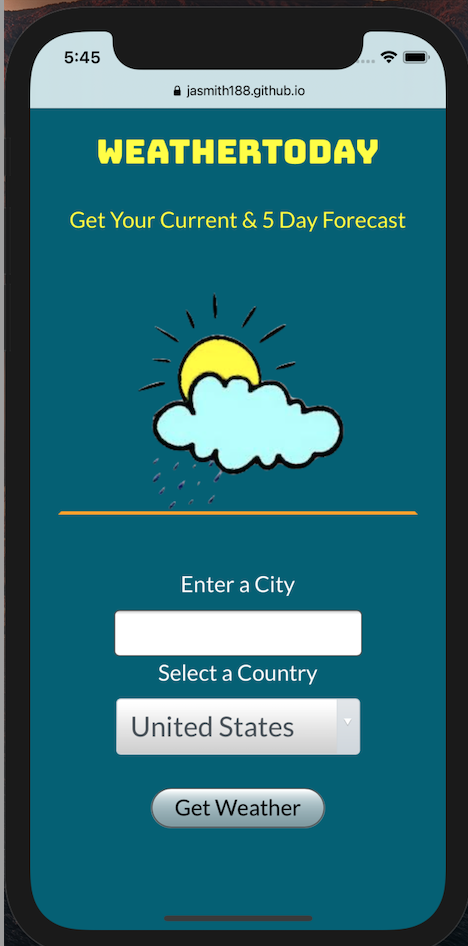 5:45
jasmith188.github.io
WEATHERTODAY
Get Your Current & 5 Day Forecast
Enter a City
Select a Country
United States
Get Weather